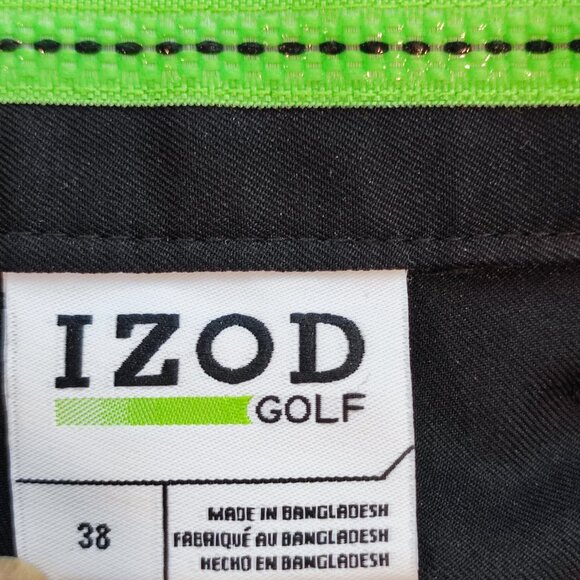 IZOD
GOLF
38
MADE IN BANGLADESH
FABRIQUÉ AU BANGLADESH
HECHO EN BANGLADESH